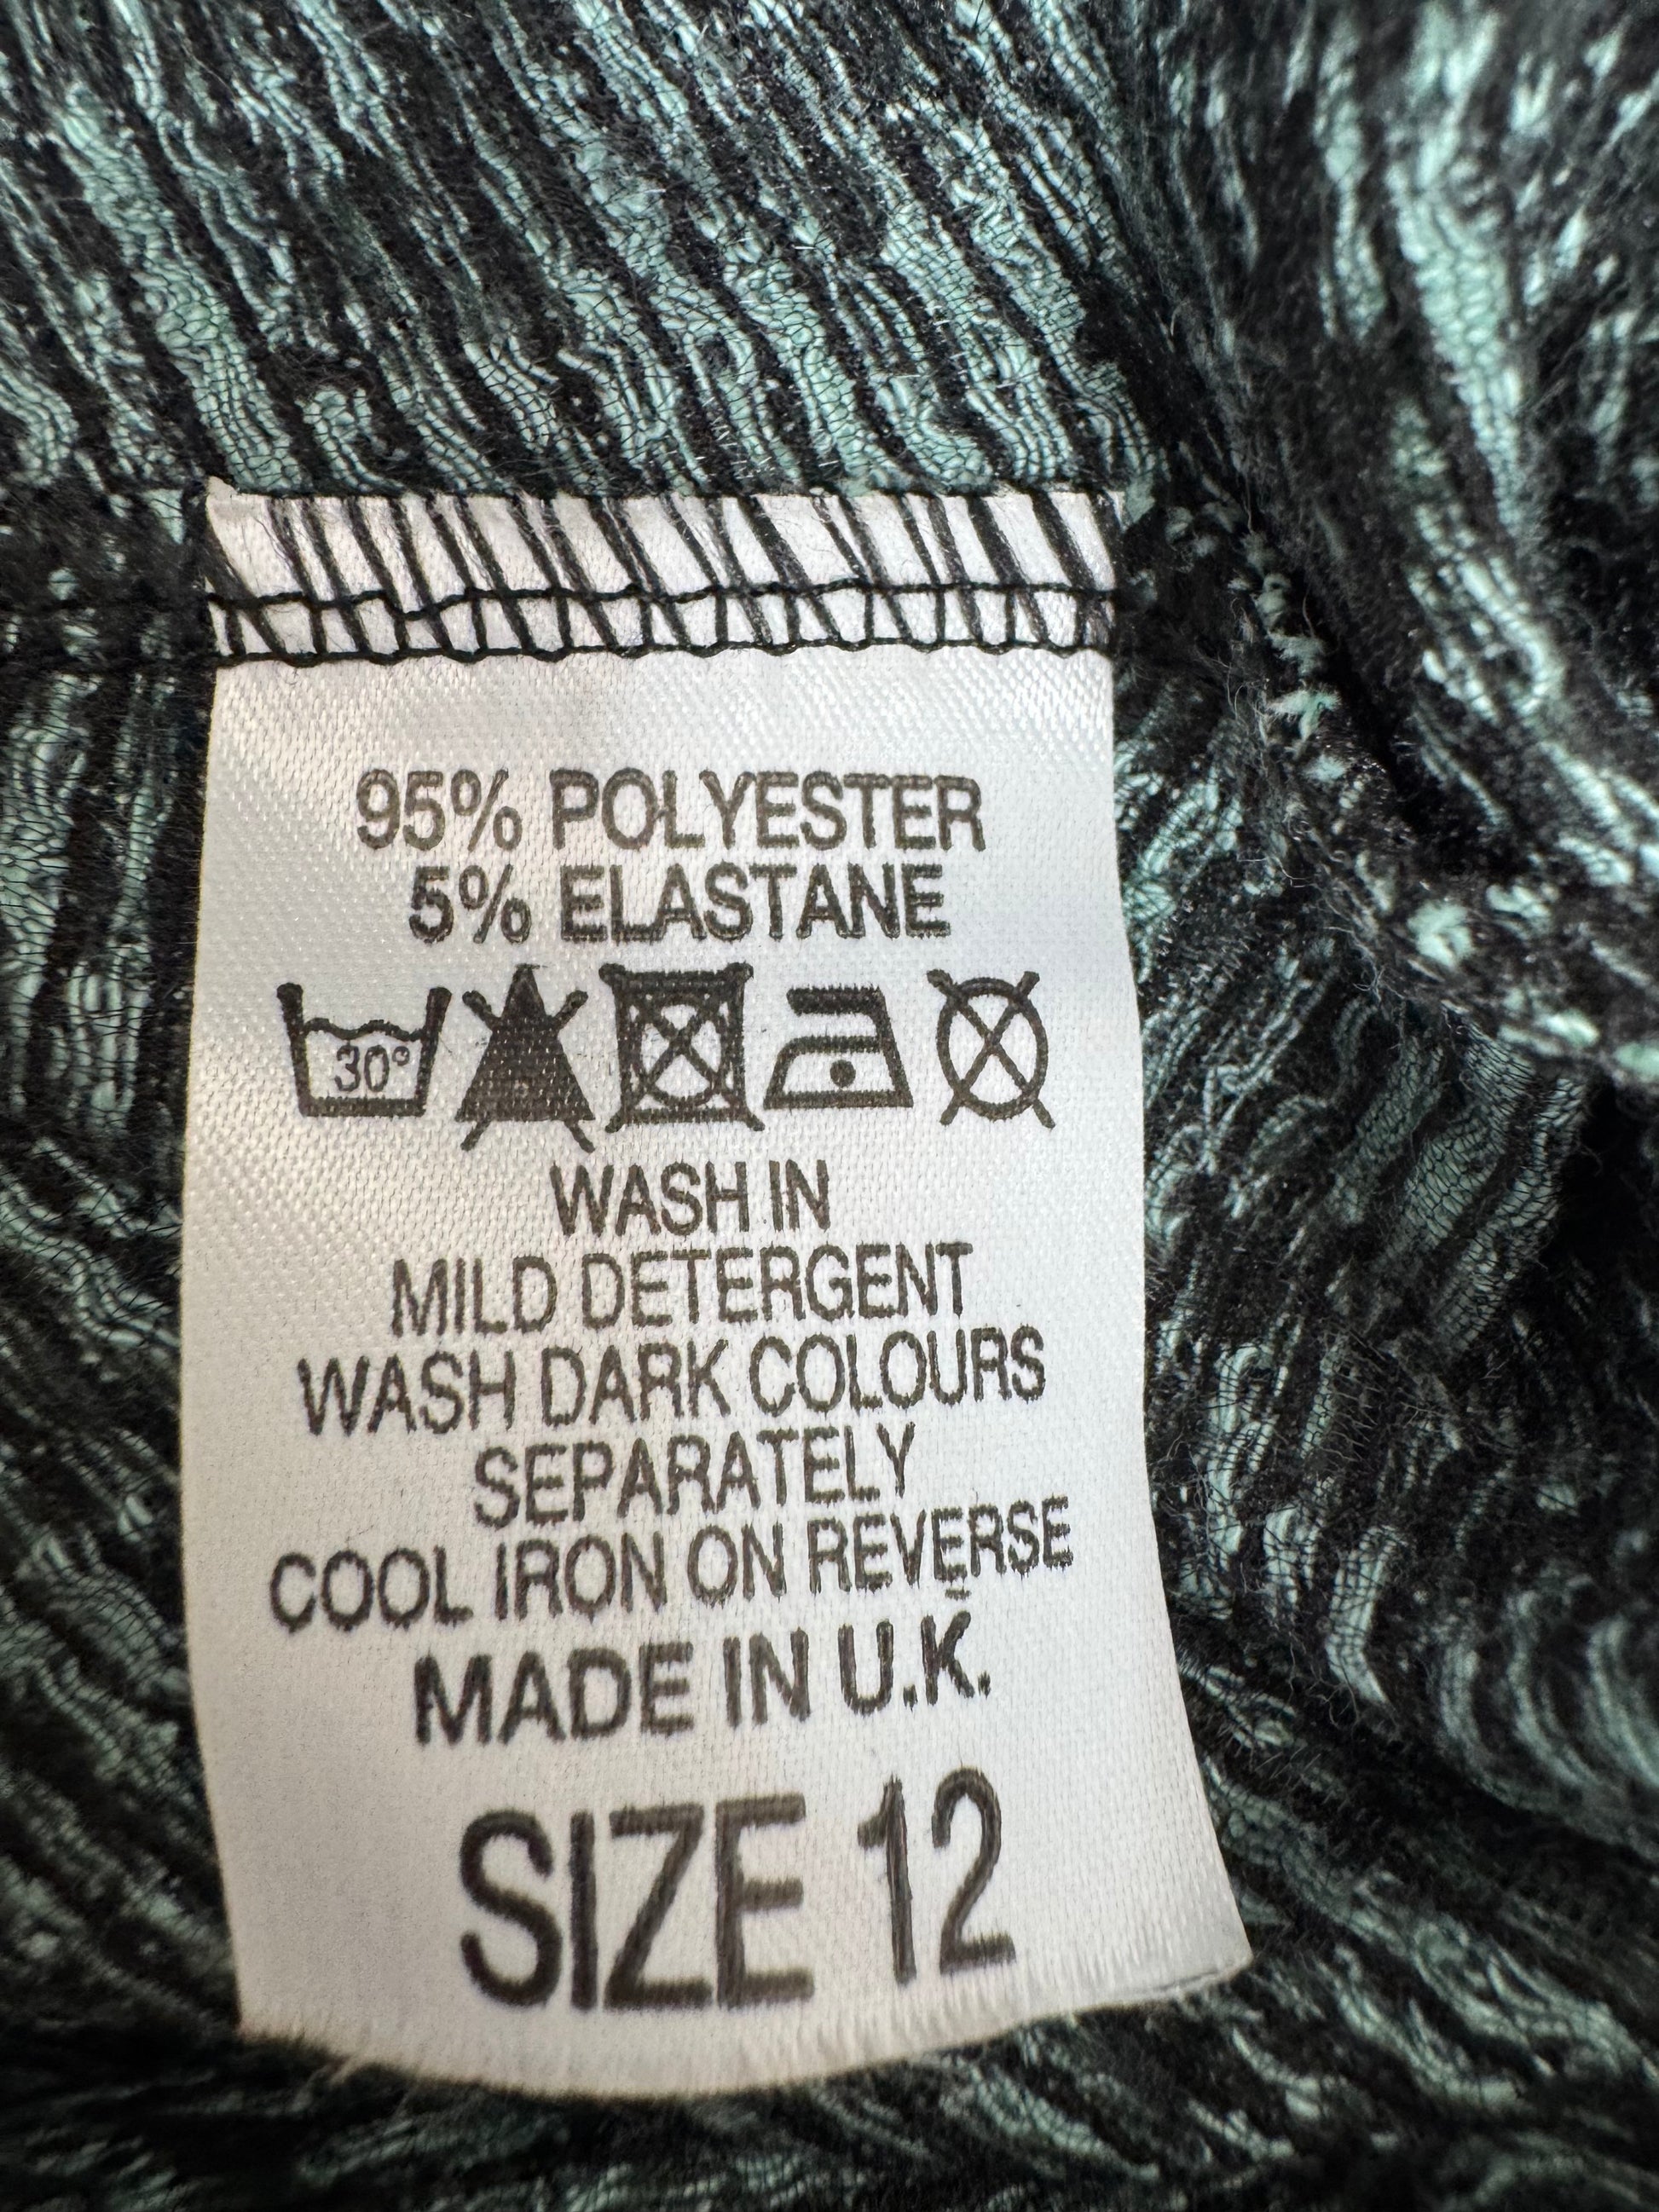 95% POLYESTER
5% ELASTANE
30°
WASH IN
MILD DETERGENT
WASH DARK COLOURS
SEPARATELY
COOL IRON ON REVERSE
MADE IN U.K.
SIZE 12